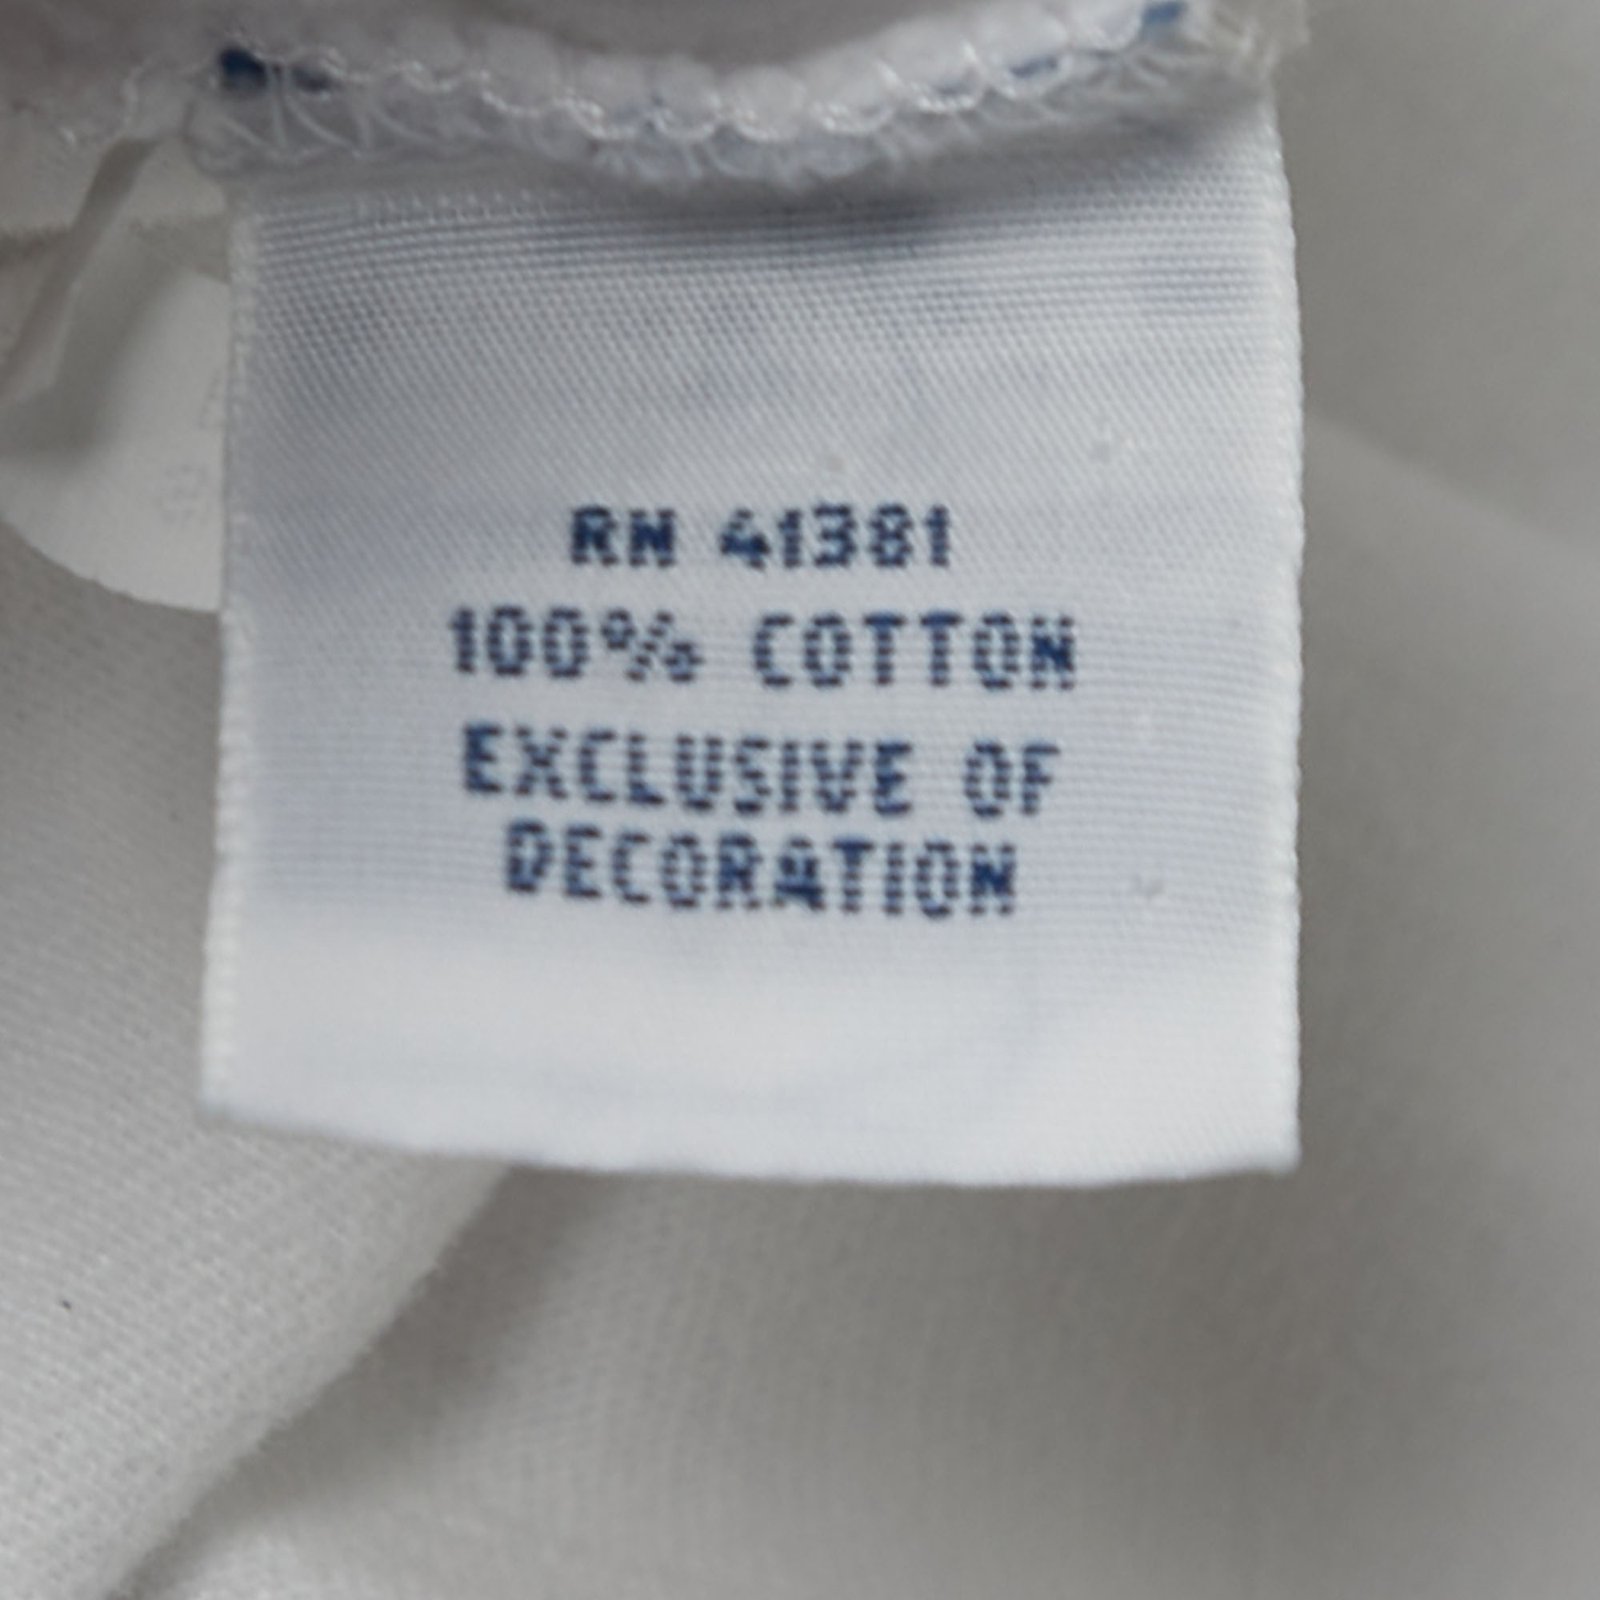 RN 41381
100% COTTON
EXCLUSIVE OF
DECORATION